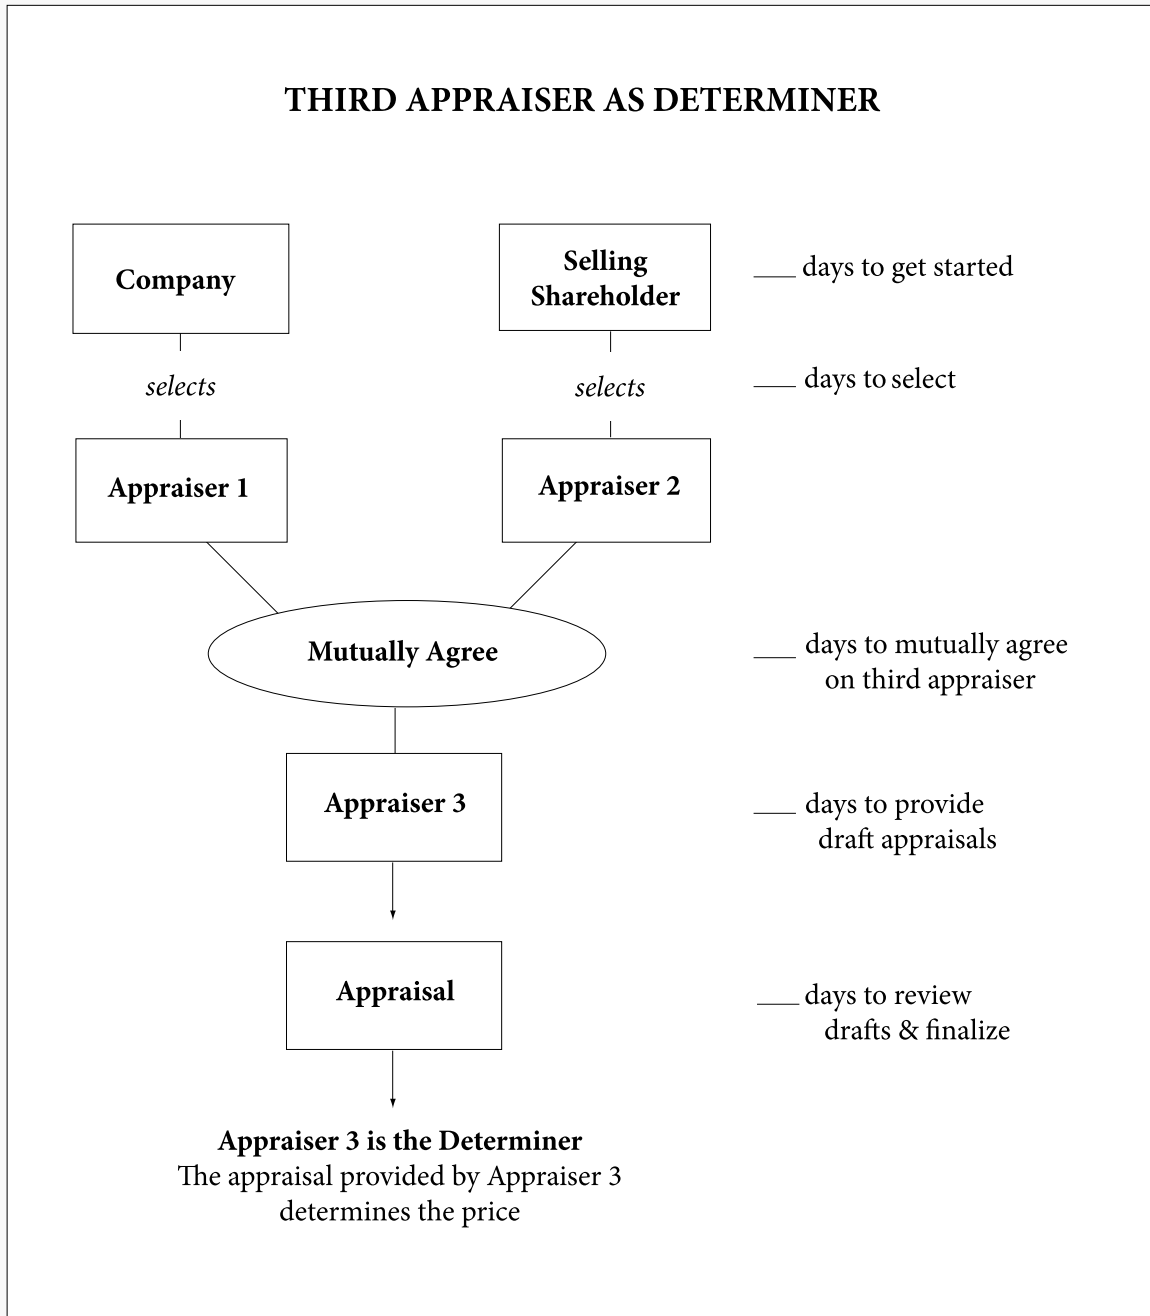 THIRD APPRAISER AS DETERMINER
Company
Selling
Shareholder
___ days to get started
selects
selects
___ days to select
Appraiser 1
Appraiser 2
Mutually Agree
___ days to mutually agree
on third appraiser
Appraiser 3
___ days to provide
draft appraisals
Appraisal
___ days to review
drafts & finalize
Appraiser 3 is the Determiner
The appraisal provided by Appraiser 3
determines the price